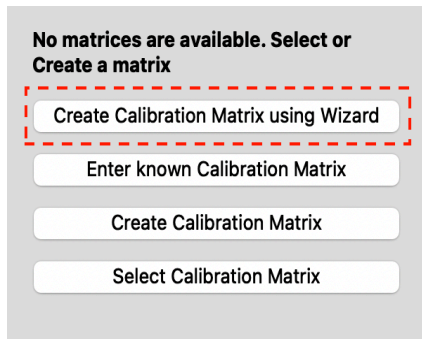 No matrices are available. Select or
Create a matrix
Create Calibration Matrix using Wizard
Enter known Calibration Matrix
Create Calibration Matrix
Select Calibration Matrix